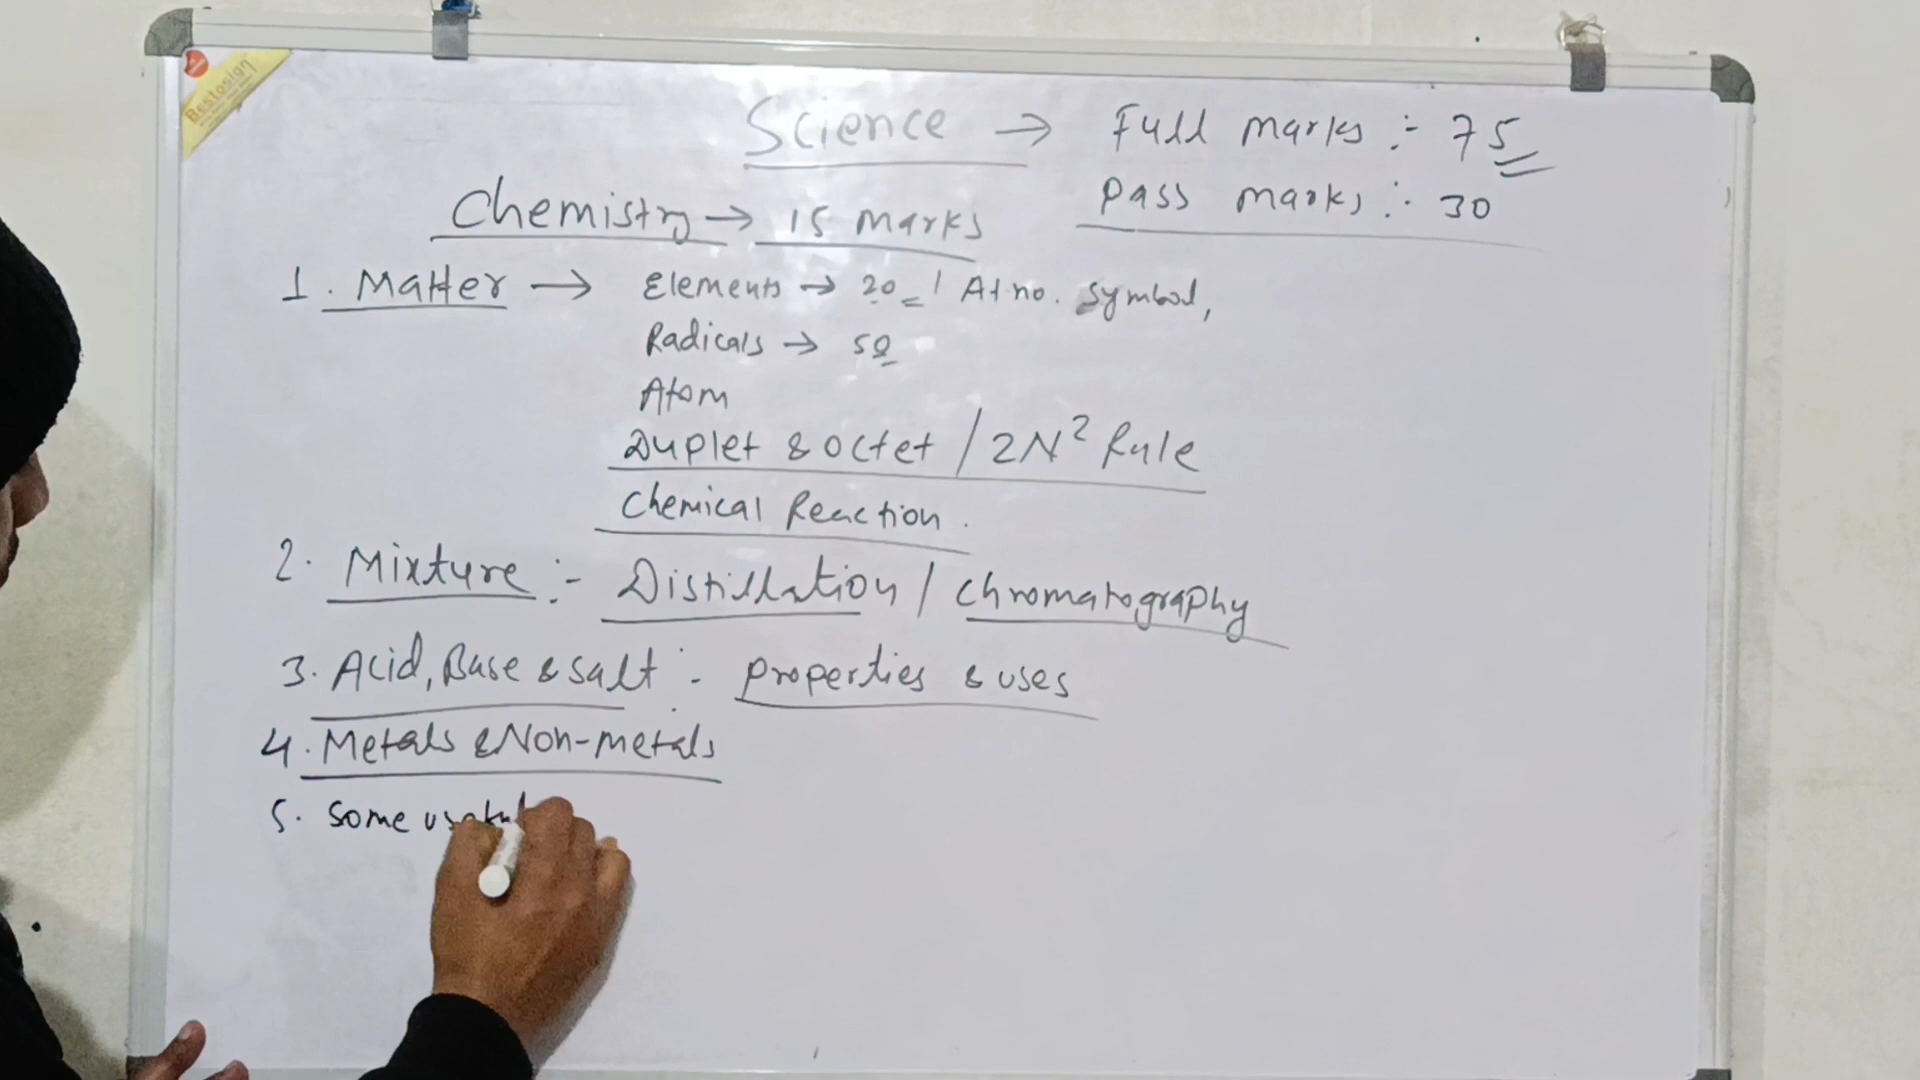 Bestosign
Science → Full marks :- 75
Pass marks :- 30
Chemistry → 15 marks
1. Matter → Elements → 20 / At no. symbol,
Radicals → 50
Atom
Duplet & Octet / 2N² Rule
Chemical Reaction.
2. Mixture :- Distillation / chromatography
3. Acid, Base & Salt :- properties & uses
4. Metals & Non-metals
5. Some